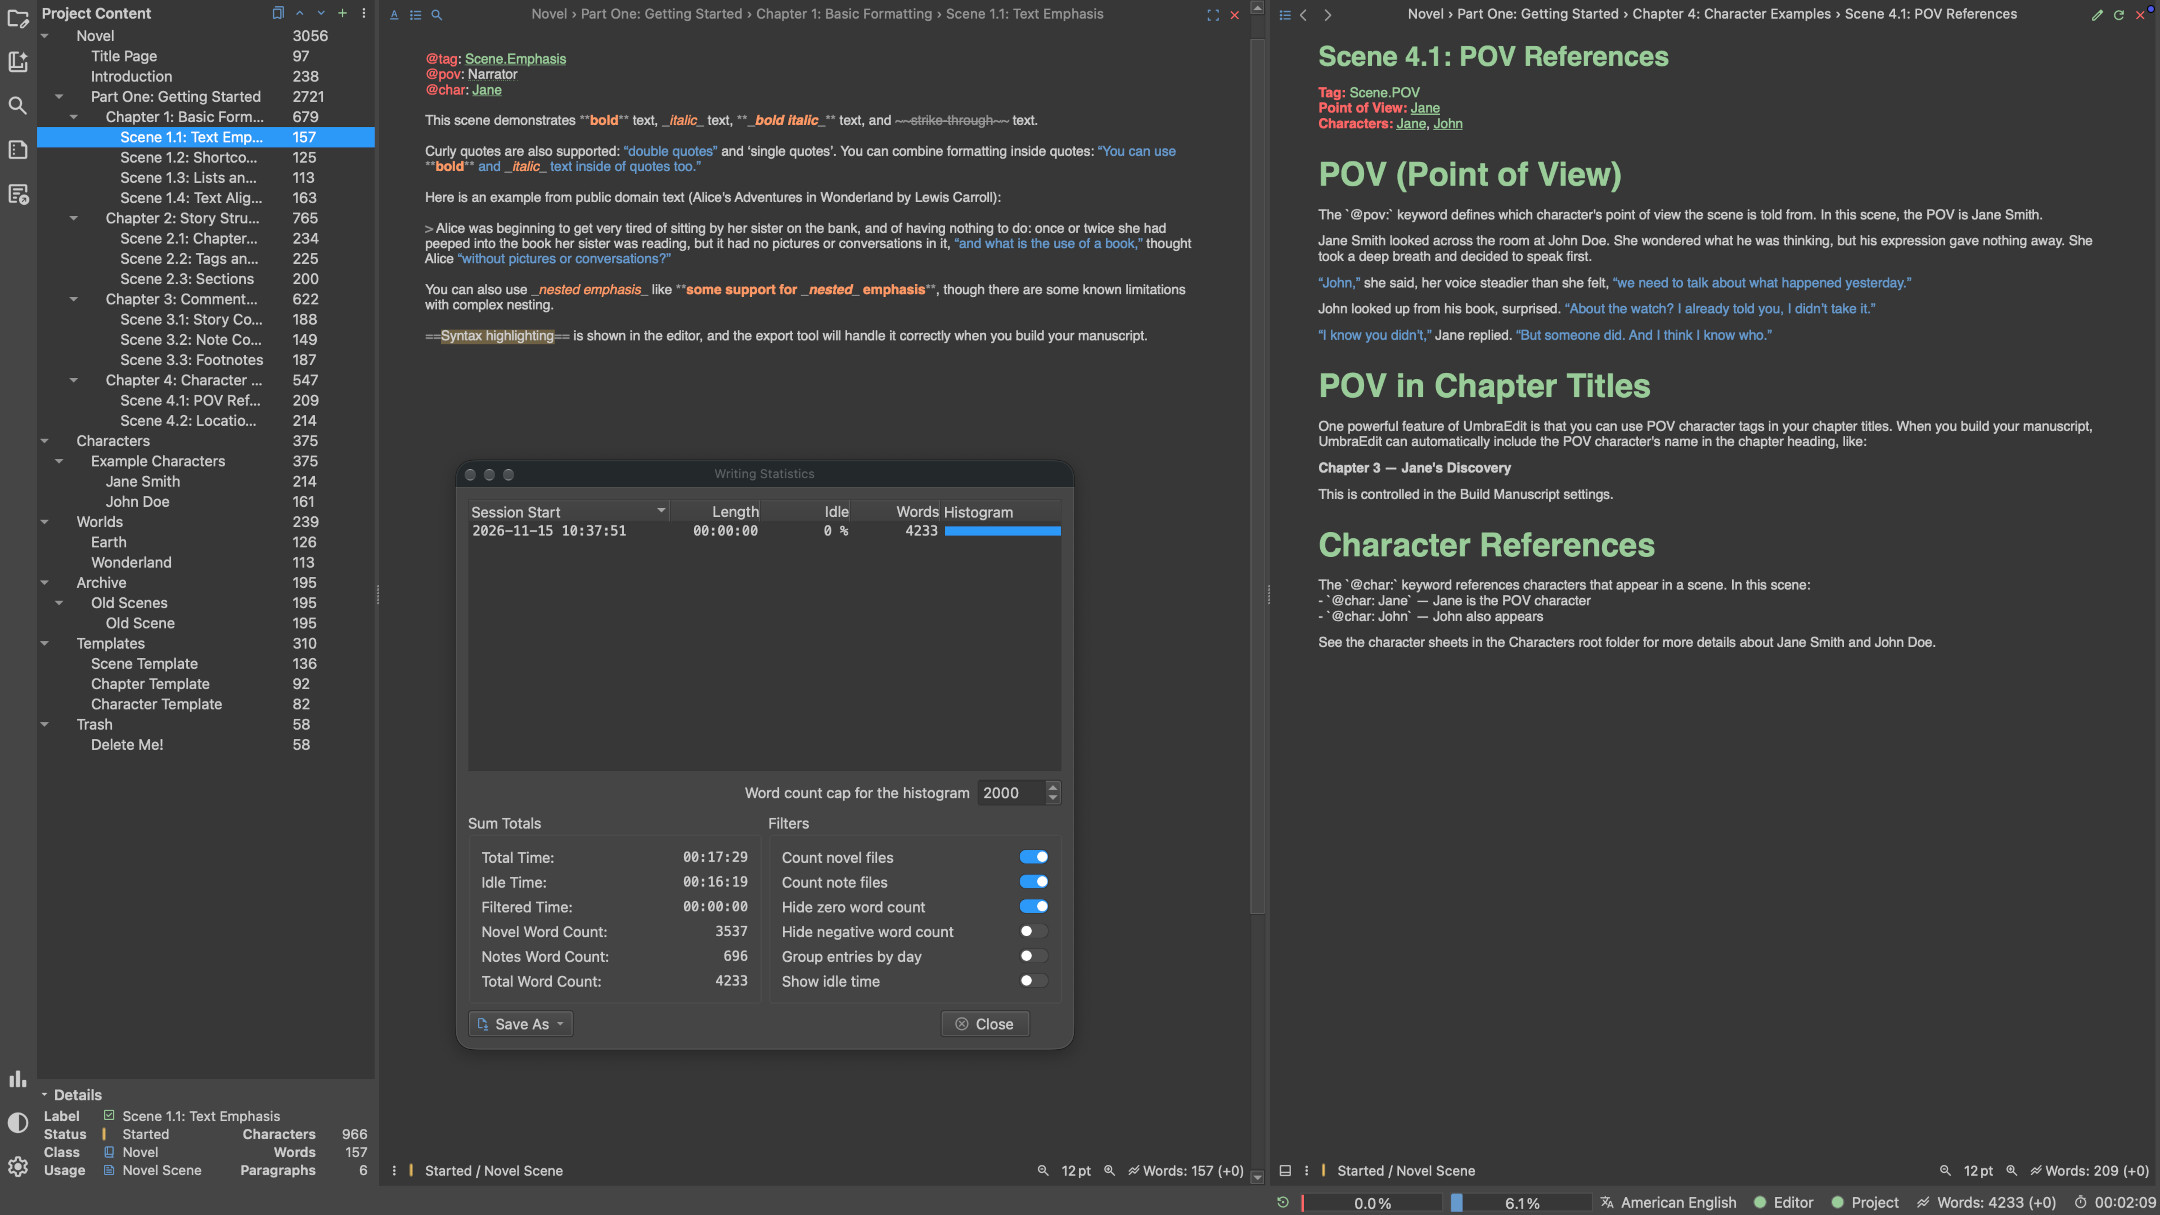 Project Content
Novel 3056
Title Page 97
Introduction 238
Part One: Getting Started 2721
Chapter 1: Basic Form... 679
Scene 1.1: Text Emp... 157
Scene 1.2: Shortco... 125
Scene 1.3: Lists an... 113
Scene 1.4: Text Alig... 163
Chapter 2: Story Stru... 765
Scene 2.1: Chapter... 234
Scene 2.2: Tags an... 225
Scene 2.3: Sections 200
Chapter 3: Comment... 622
Scene 3.1: Story Co... 188
Scene 3.2: Note Co... 149
Scene 3.3: Footnotes 187
Chapter 4: Character ... 547
Scene 4.1: POV Ref... 209
Scene 4.2: Locatio... 214
Characters 375
Example Characters 375
Jane Smith 214
John Doe 161
Worlds 239
Earth 126
Wonderland 113
Archive 195
Old Scenes 195
Old Scene 195
Templates 310
Scene Template 136
Chapter Template 92
Character Template 82
Trash 58
Delete Me! 58
Details
Label Scene 1.1: Text Emphasis
Status Started Characters 966
Class Novel Words 157
Usage Novel Scene Paragraphs 6
Novel › Part One: Getting Started › Chapter 1: Basic Formatting › Scene 1.1: Text Emphasis
@tag: Scene.Emphasis
@pov: Narrator
@char: Jane
This scene demonstrates **bold** text, _italic_ text, **_bold italic_** text, and ~~strike-through~~ text.
Curly quotes are also supported: “double quotes” and ‘single quotes’. You can combine formatting inside quotes: “You can use
**bold** and _italic_ text inside of quotes too.”
Here is an example from public domain text (Alice's Adventures in Wonderland by Lewis Carroll):
> Alice was beginning to get very tired of sitting by her sister on the bank, and of having nothing to do: once or twice she had
peeped into the book her sister was reading, but it had no pictures or conversations in it, “and what is the use of a book,” thought
Alice “without pictures or conversations?”
You can also use _nested emphasis_ like **some support for _nested_ emphasis**, though there are some known limitations
with complex nesting.
==Syntax highlighting== is shown in the editor, and the export tool will handle it correctly when you build your manuscript.
Writing Statistics
Session Start Length Idle Words Histogram
2026-11-15 10:37:51 00:00:00 0 % 4233
Word count cap for the histogram 2000
Sum Totals
Total Time: 00:17:29
Idle Time: 00:16:19
Filtered Time: 00:00:00
Novel Word Count: 3537
Notes Word Count: 696
Total Word Count: 4233
Filters
Count novel files
Count note files
Hide zero word count
Hide negative word count
Group entries by day
Show idle time
Save As
Close
Started / Novel Scene
12 pt
Words: 157 (+0)
Novel › Part One: Getting Started › Chapter 4: Character Examples › Scene 4.1: POV References
Scene 4.1: POV References
Tag: Scene.POV
Point of View: Jane
Characters: Jane, John
POV (Point of View)
The `@pov:` keyword defines which character's point of view the scene is told from. In this scene, the POV is Jane Smith.
Jane Smith looked across the room at John Doe. She wondered what he was thinking, but his expression gave nothing away. She
took a deep breath and decided to speak first.
“John,” she said, her voice steadier than she felt, “we need to talk about what happened yesterday.”
John looked up from his book, surprised. “About the watch? I already told you, I didn’t take it.”
“I know you didn’t,” Jane replied. “But someone did. And I think I know who.”
POV in Chapter Titles
One powerful feature of UmbraEdit is that you can use POV character tags in your chapter titles. When you build your manuscript,
UmbraEdit can automatically include the POV character's name in the chapter heading, like:
Chapter 3 — Jane's Discovery
This is controlled in the Build Manuscript settings.
Character References
The `@char:` keyword references characters that appear in a scene. In this scene:
- `@char: Jane` — Jane is the POV character
- `@char: John` — John also appears
See the character sheets in the Characters root folder for more details about Jane Smith and John Doe.
Started / Novel Scene
12 pt
Words: 209 (+0)
0.0%
6.1%
American English
Editor
Project
Words: 4233 (+0)
00:02:09